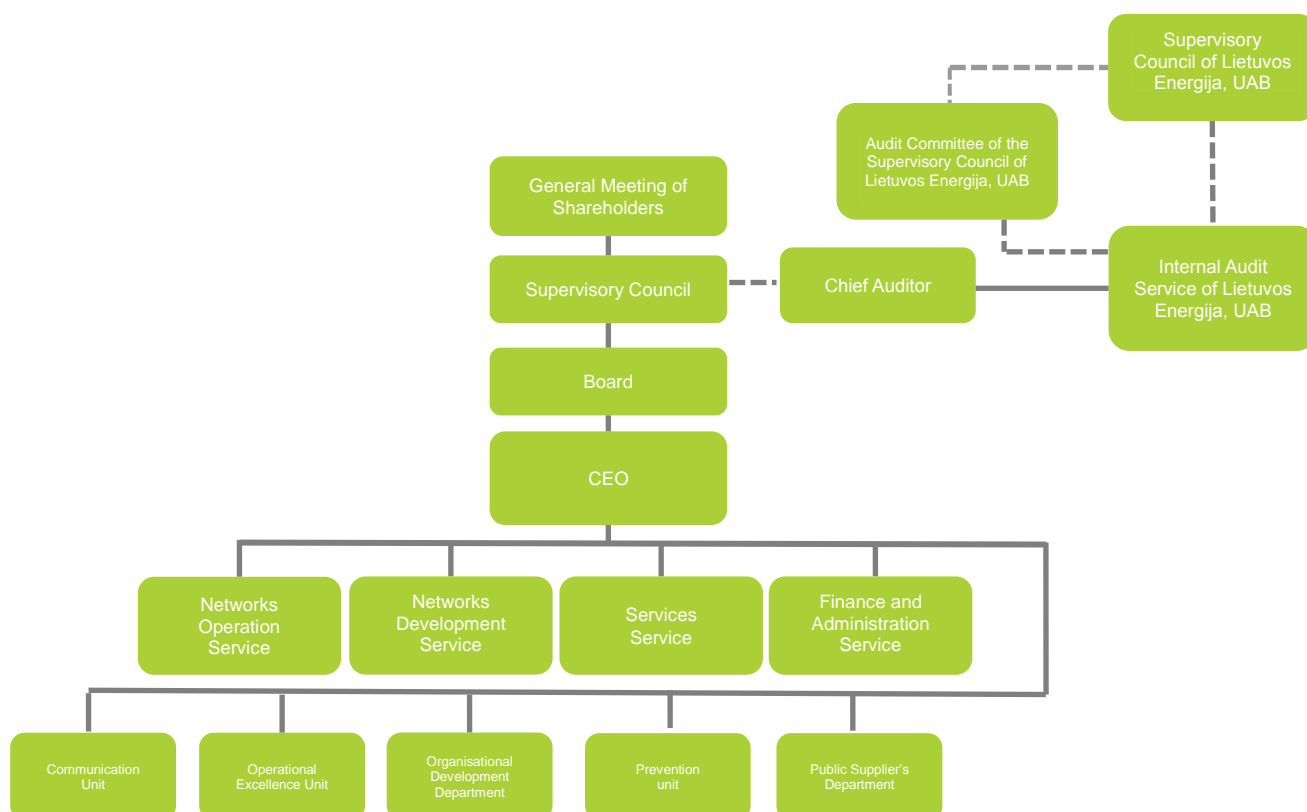 Supervisory
Council of Lietuvos
Energija, UAB
Audit Committee of the
Supervisory Council of
Lietuvos Energija, UAB
General Meeting of
Shareholders
Supervisory Council
Chief Auditor
Internal Audit
Service of Lietuvos
Energija, UAB
Board
CEO
Networks
Operation
Service
Networks
Development
Service
Services
Service
Finance and
Administration
Service
Communication
Unit
Operational
Excellence Unit
Organisational
Development
Department
Prevention
unit
Public Supplier's
Department